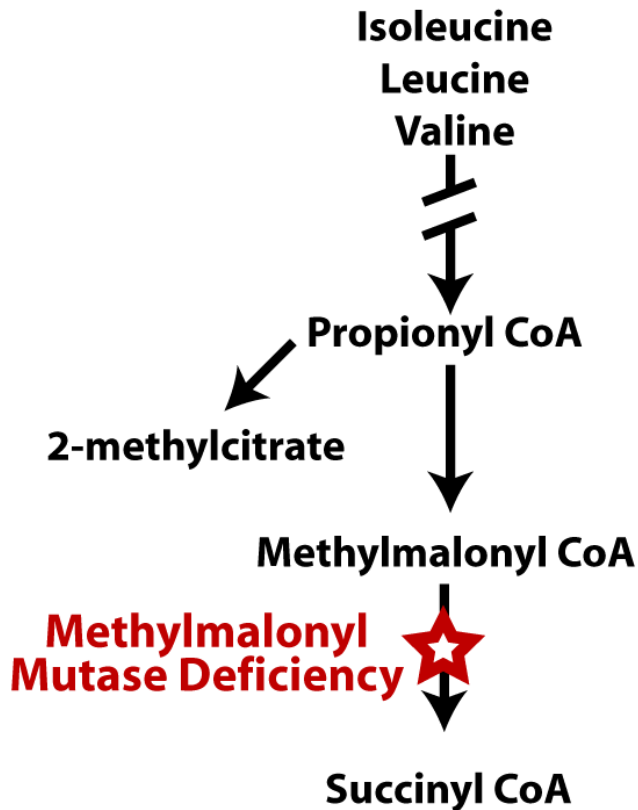 Isoleucine
Leucine
Valine
Propionyl CoA
2-methylcitrate
Methylmalonyl CoA
Methylmalonyl
Mutase Deficiency
Succinyl CoA